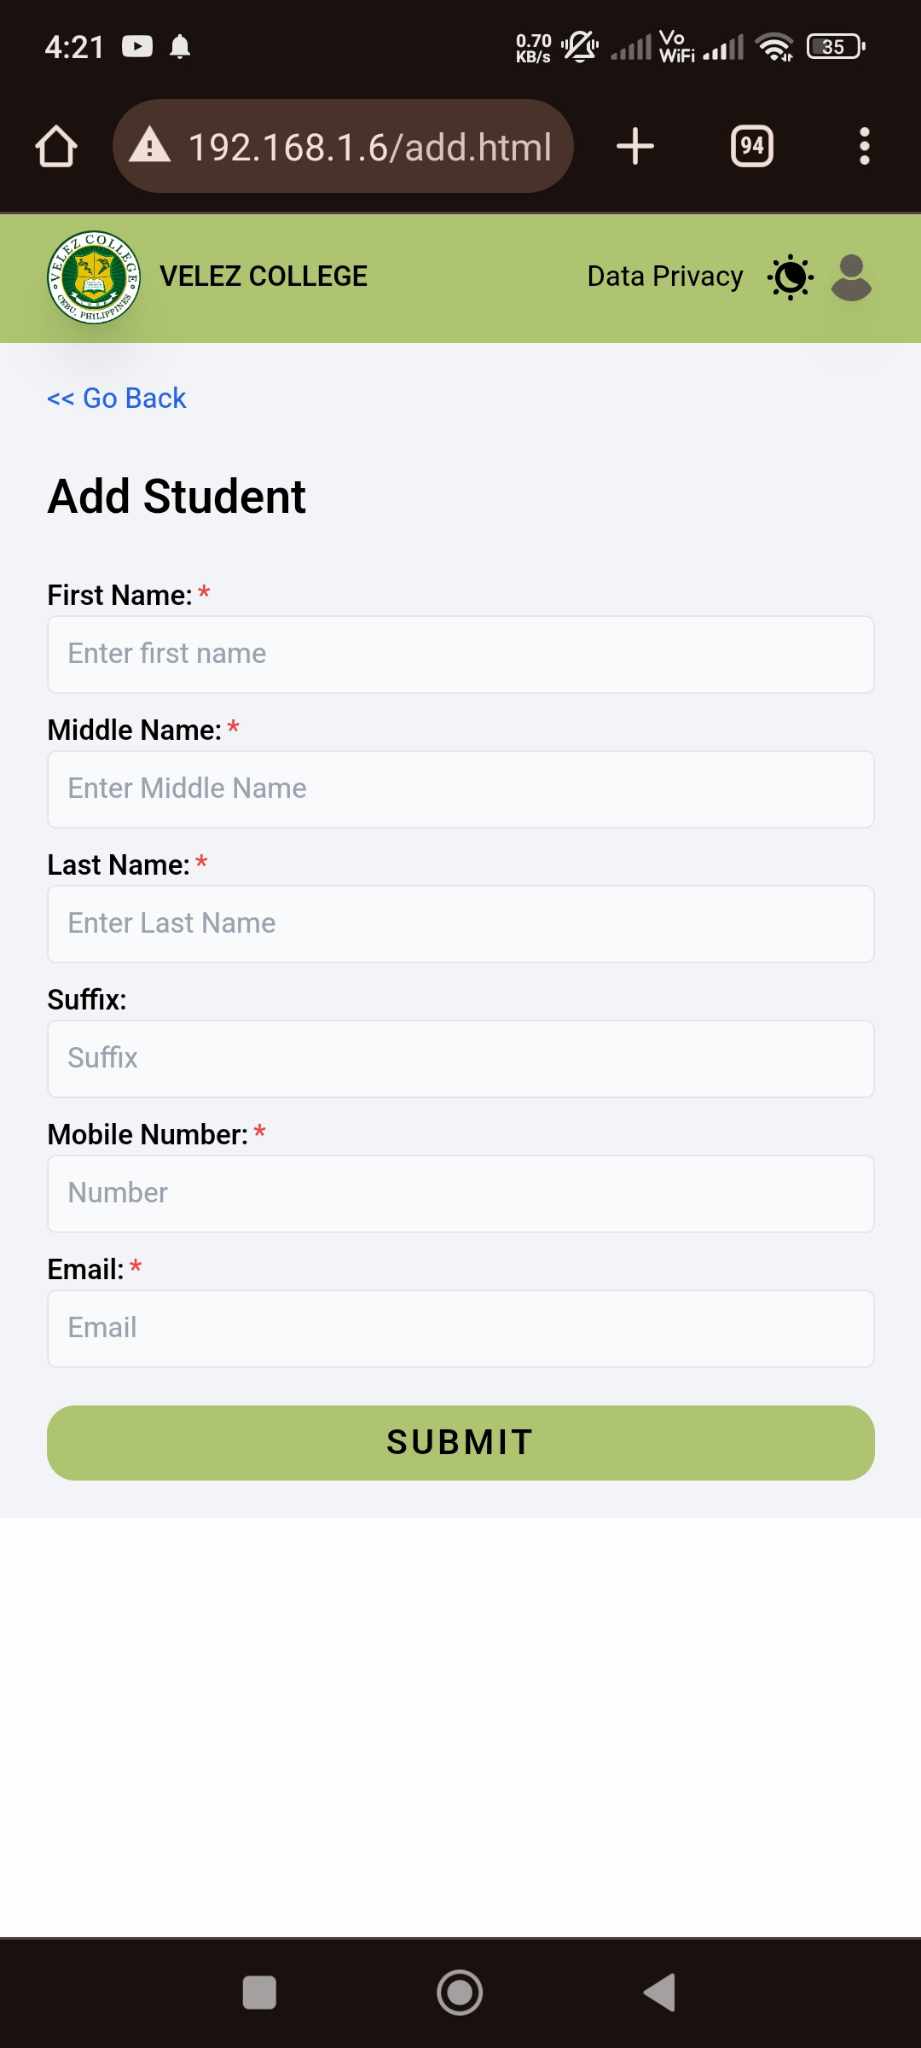 4:21
0.70
KB/s
Vo
WiFi
35
192.168.1.6/add.html
94
VELEZ COLLEGE
CEBU, PHILIPPINES
VELEZ COLLEGE
Data Privacy
<< Go Back
Add Student
First Name: *
Enter first name
Middle Name: *
Enter Middle Name
Last Name: *
Enter Last Name
Suffix:
Suffix
Mobile Number: *
Number
Email: *
Email
SUBMIT